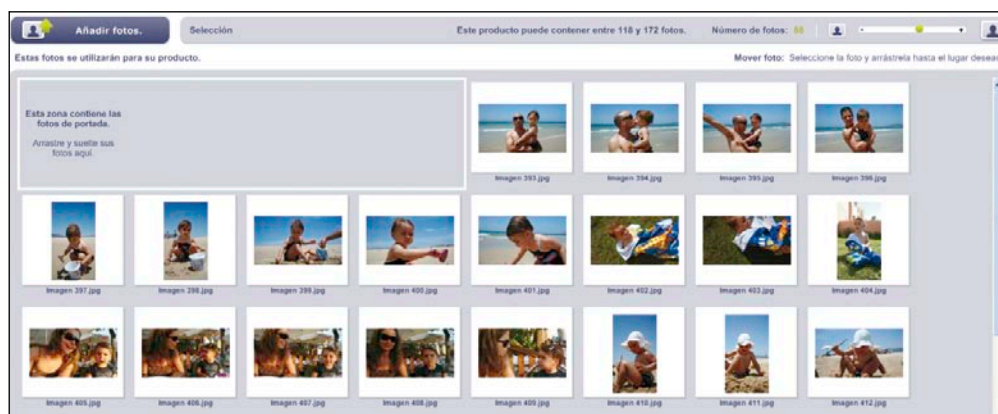 Añadir fotos.
Selección
Este producto puede contener entre 118 y 172 fotos.
Número de fotos:
Estas fotos se utilizarán para su producto.
Mover foto: Seleccione la foto y arrástrela hasta el lugar desea
Esta zona contiene las
fotos de portada.
Arrastre y suelte sus
fotos aquí.
Imagen 393.jpg
Imagen 394.jpg
Imagen 395.jpg
Imagen 396.jpg
Imagen 397.jpg
Imagen 398.jpg
Imagen 399.jpg
Imagen 400.jpg
Imagen 401.jpg
Imagen 402.jpg
Imagen 403.jpg
Imagen 404.jpg
Imagen 405.jpg
Imagen 406.jpg
Imagen 407.jpg
Imagen 408.jpg
Imagen 409.jpg
Imagen 410.jpg
Imagen 411.jpg
Imagen 412.jpg